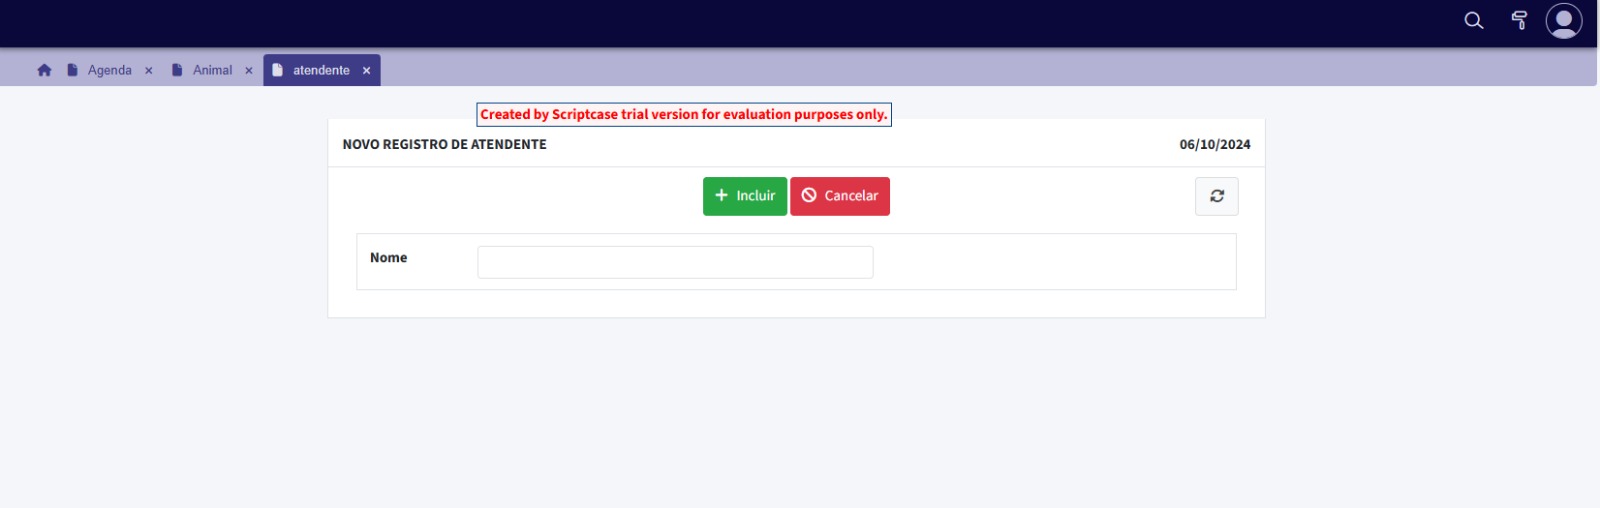 Agenda × Animal × atendente ×
Created by Scriptcase trial version for evaluation purposes only.
NOVO REGISTRO DE ATENDENTE 06/10/2024
Incluir Cancelar
Nome